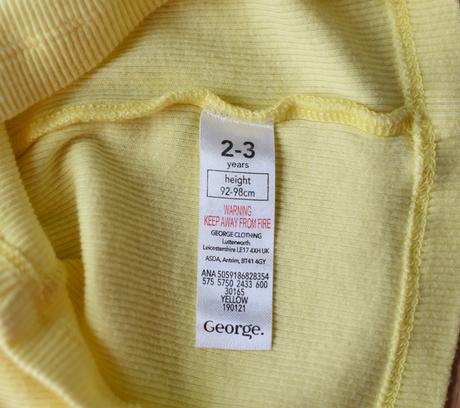 2-3
years
height
92-98cm
WARNING
KEEP AWAY FROM FIRE
GEORGE CLOTHING
Lutterworth
Leicestershire LE17 4XH UK
ASDA, Antrim, BT41 4GY
ANA 5059186828354
575 5750 2433 600
30165
YELLOW
190121
George.